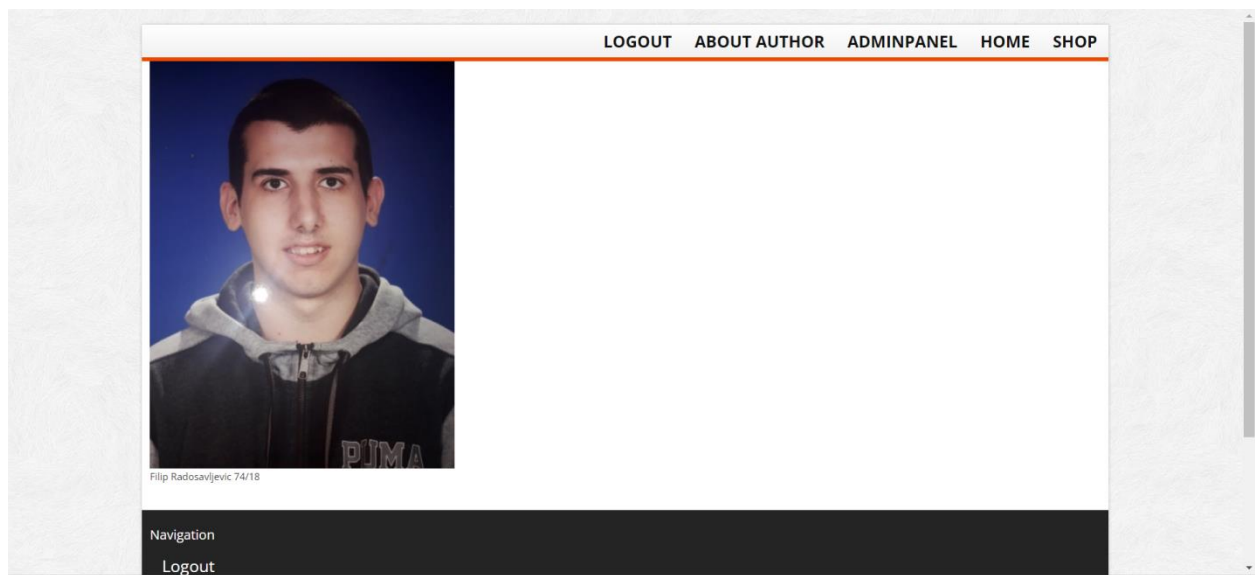 LOGOUT ABOUT AUTHOR ADMINPANEL HOME SHOP
PUMA
Filip Radosavljevic 74/18
Navigation
Logout